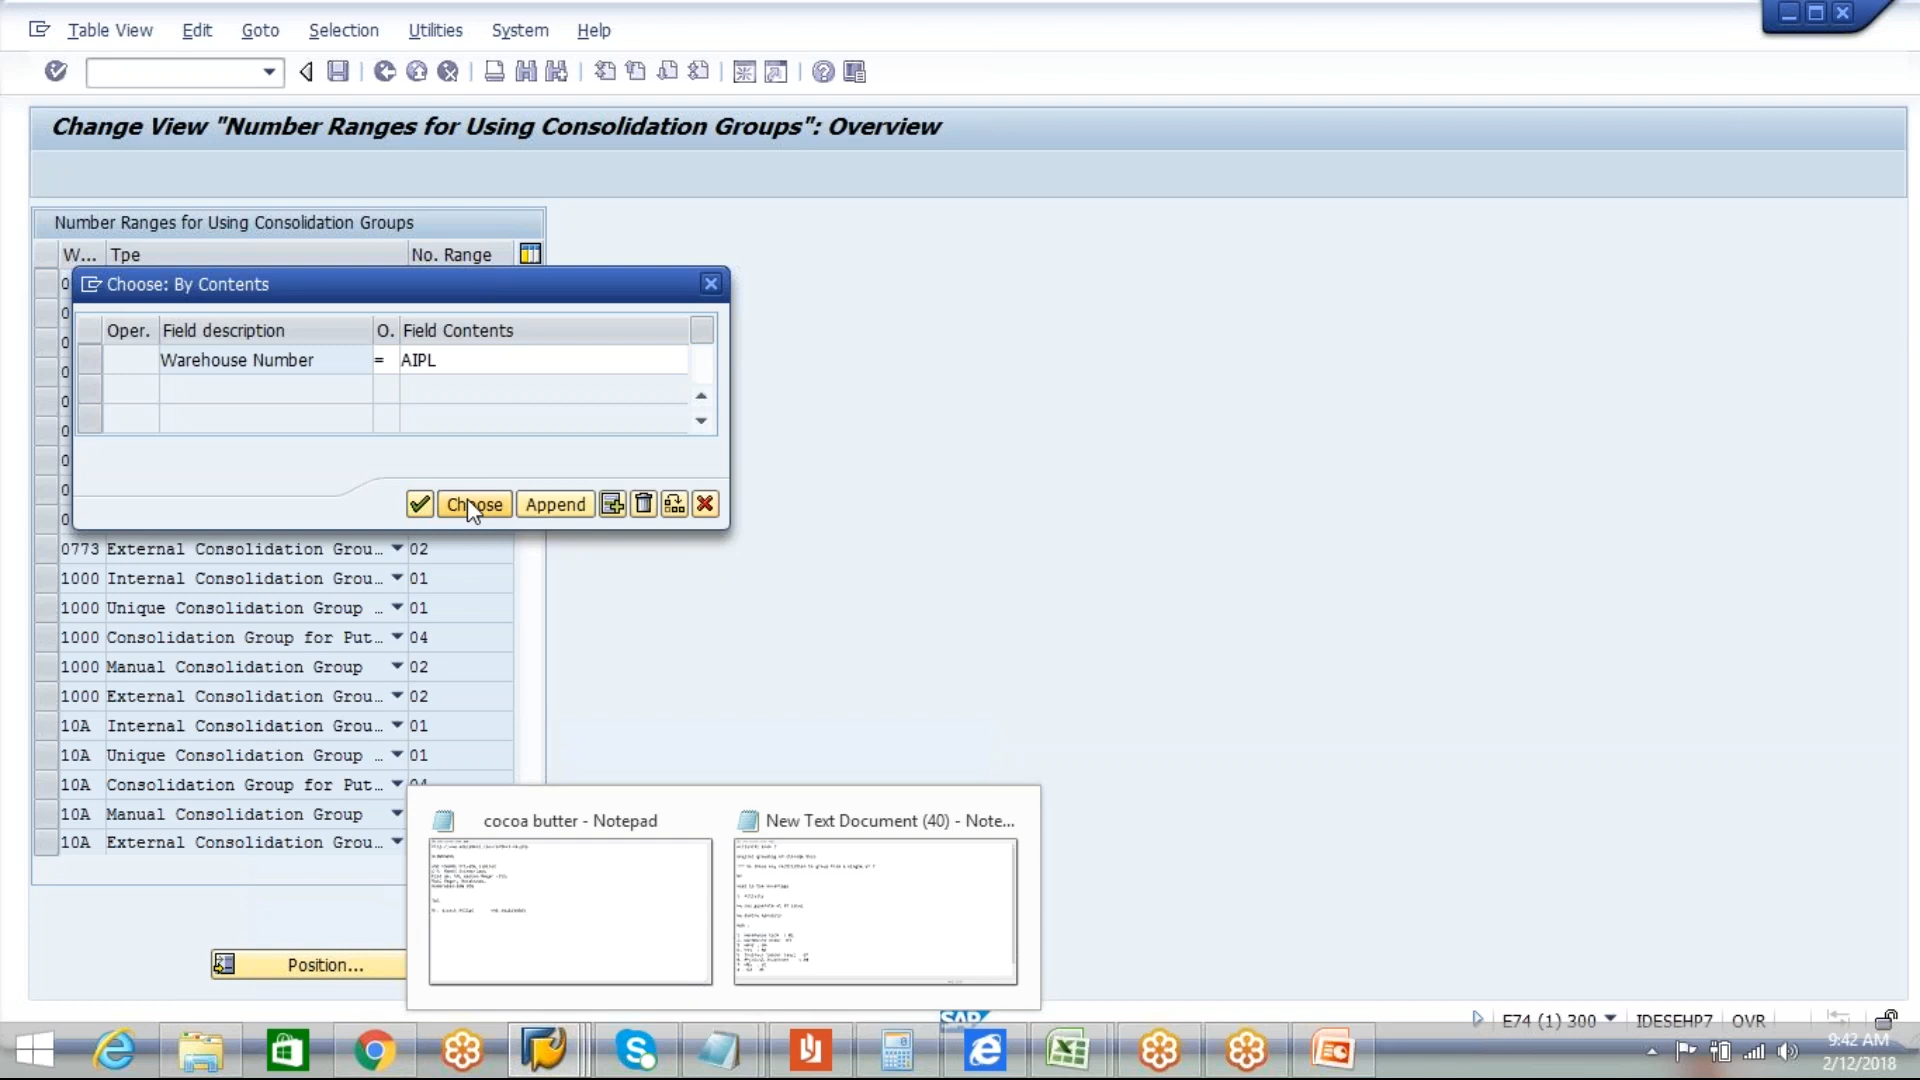 Table View Edit Goto Selection Utilities System Help
Change View "Number Ranges for Using Consolidation Groups": Overview
Number Ranges for Using Consolidation Groups
W... Tpe No. Range
Choose: By Contents
Oper. Field description O. Field Contents
Warehouse Number = AIPL
Choose Append
0773 External Consolidation Grou... 02
1000 Internal Consolidation Grou... 01
1000 Unique Consolidation Group ... 01
1000 Consolidation Group for Put... 04
1000 Manual Consolidation Group 02
1000 External Consolidation Grou... 02
10A Internal Consolidation Grou... 01
10A Unique Consolidation Group ... 01
10A Consolidation Group for Put... 04
10A Manual Consolidation Group
10A External Consolidation Grou...
cocoa butter - Notepad
New Text Document (40) - Note...
Position...
SAP
E74 (1) 300 IDESEHP7 OVR
9:42 AM
2/12/2018